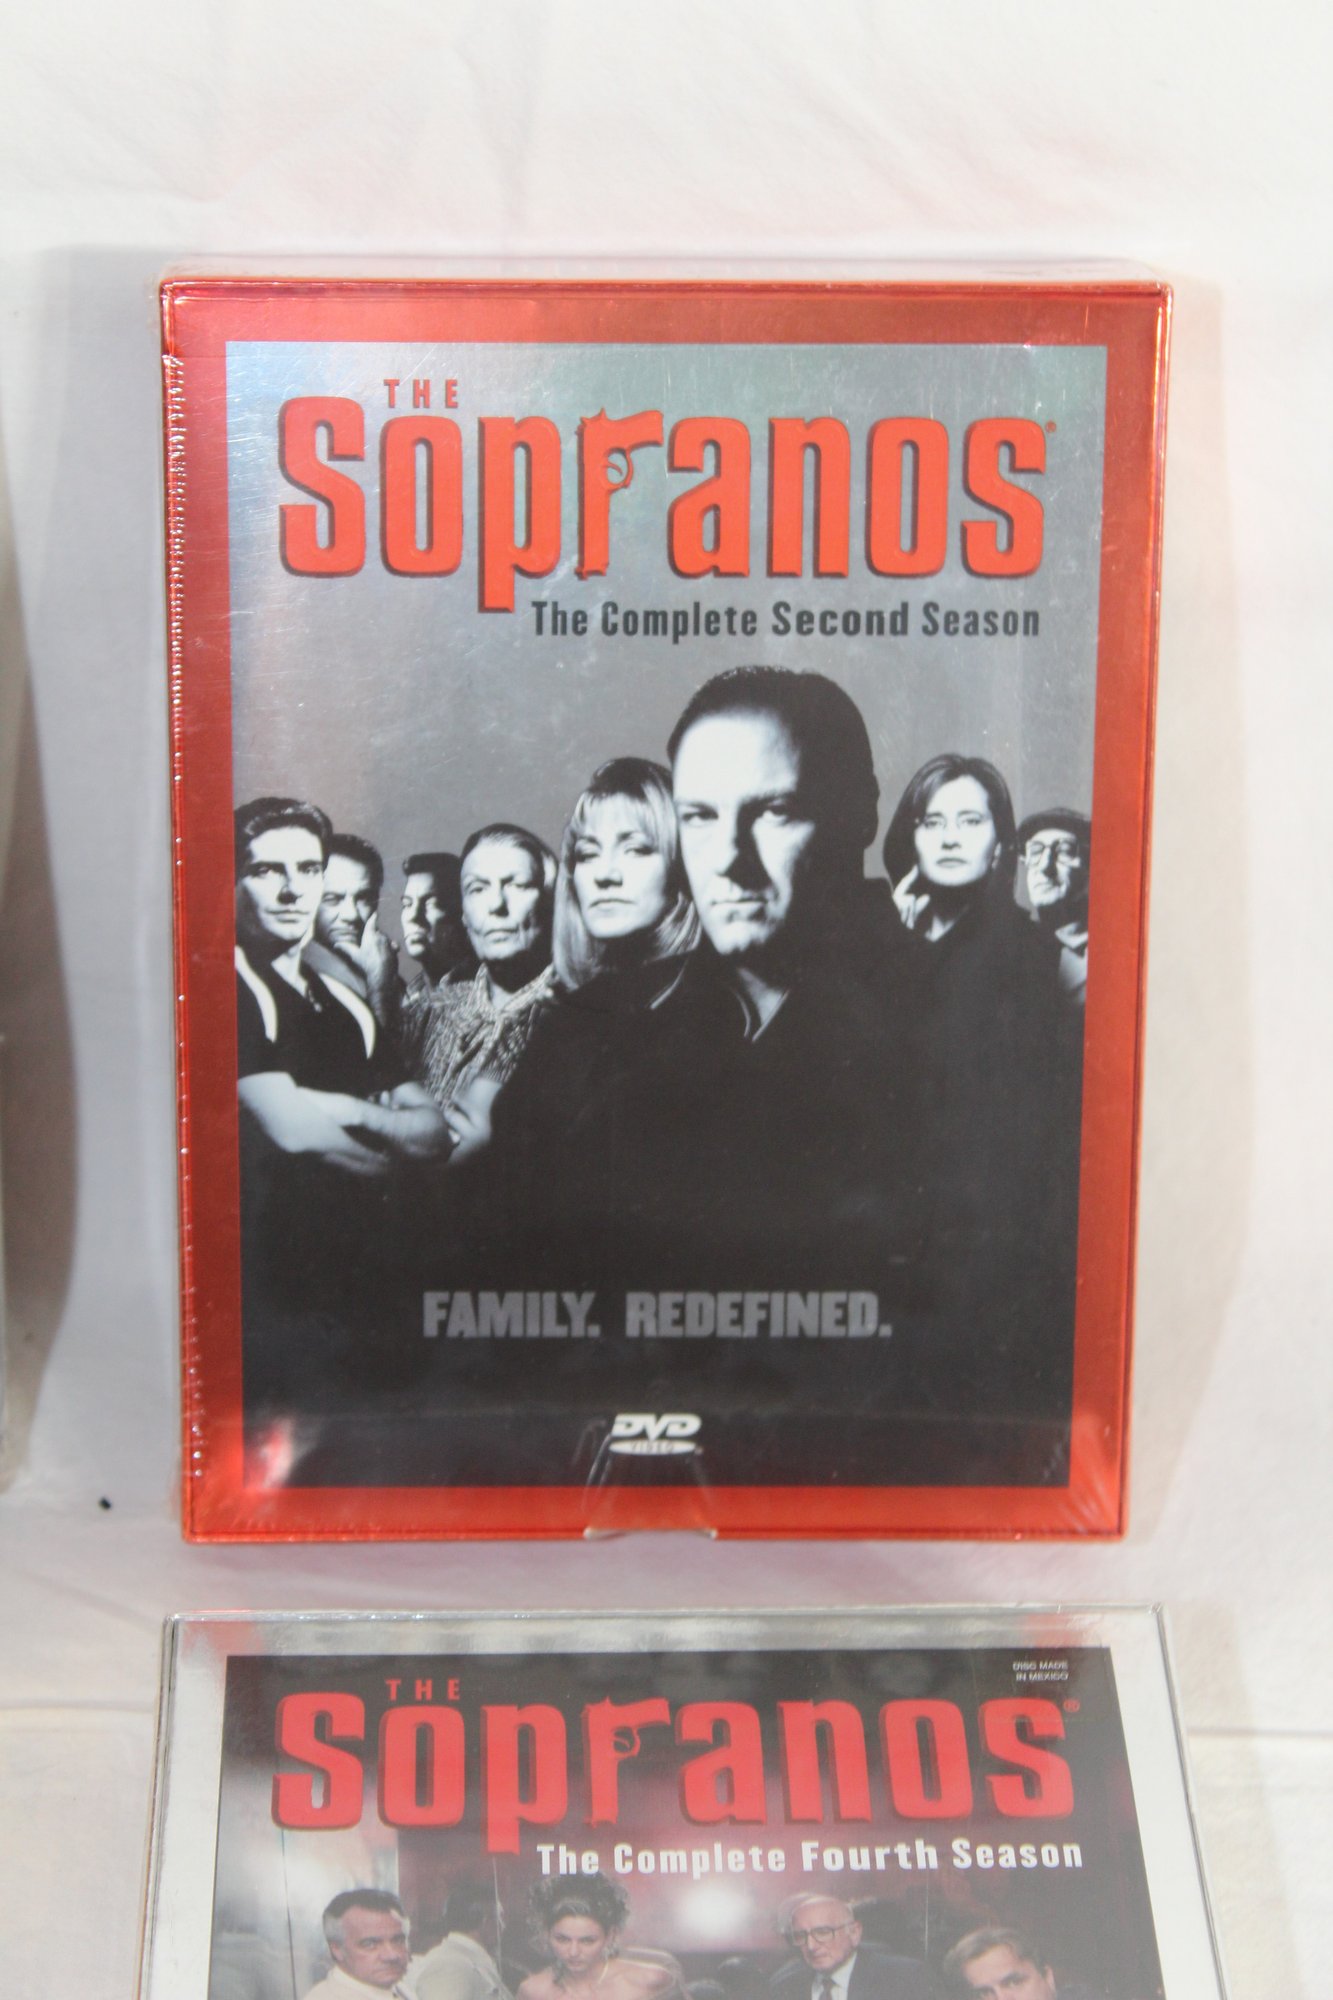 THE
Sopranos
The Complete Second Season
FAMILY. REDEFINED.
DVD
VIDEO
DISC MADE
IN MEXICO
THE
Sopranos®
The Complete Fourth Season